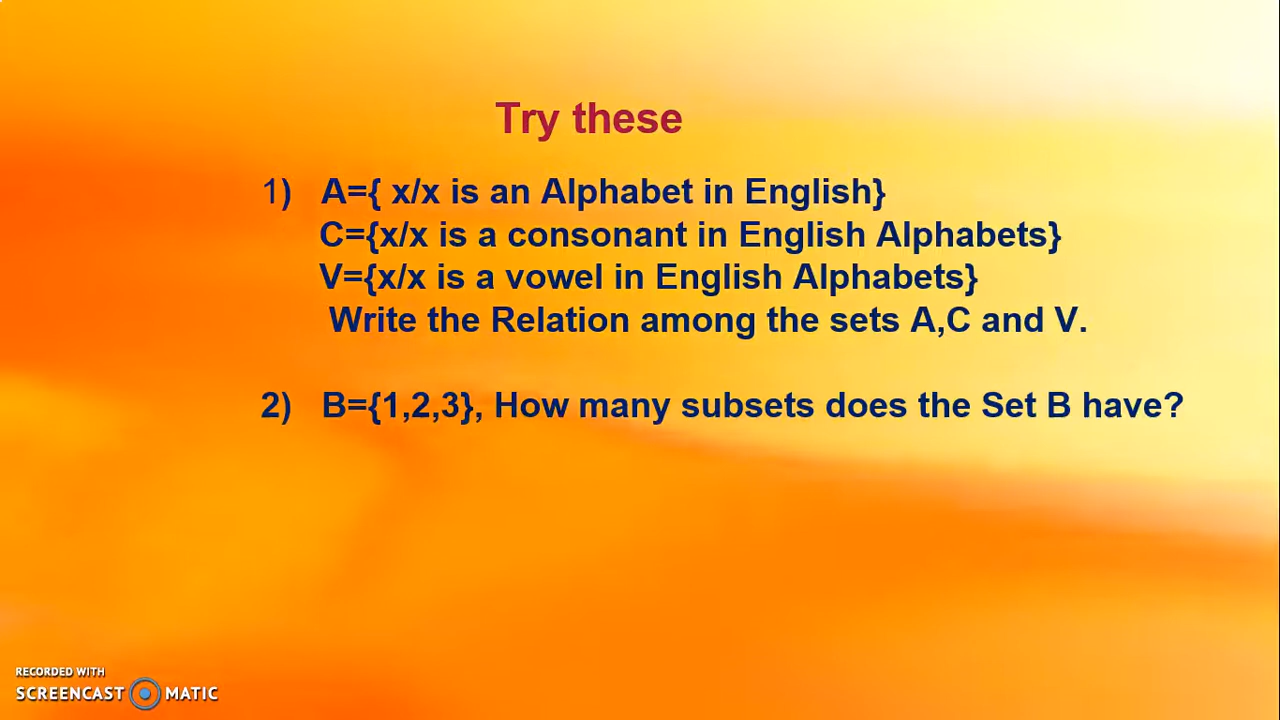 Try these
1) A={ x/x is an Alphabet in English}
C={x/x is a consonant in English Alphabets}
V={x/x is a vowel in English Alphabets}
Write the Relation among the sets A,C and V.
2) B={1,2,3}, How many subsets does the Set B have?
RECORDED WITH
SCREENCAST MATIC